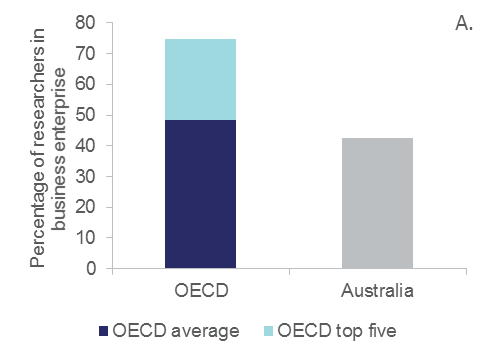 A.
Percentage of researchers in
business enterprise
80
70
60
50
40
30
20
10
0
OECD
Australia
OECD average
OECD top five